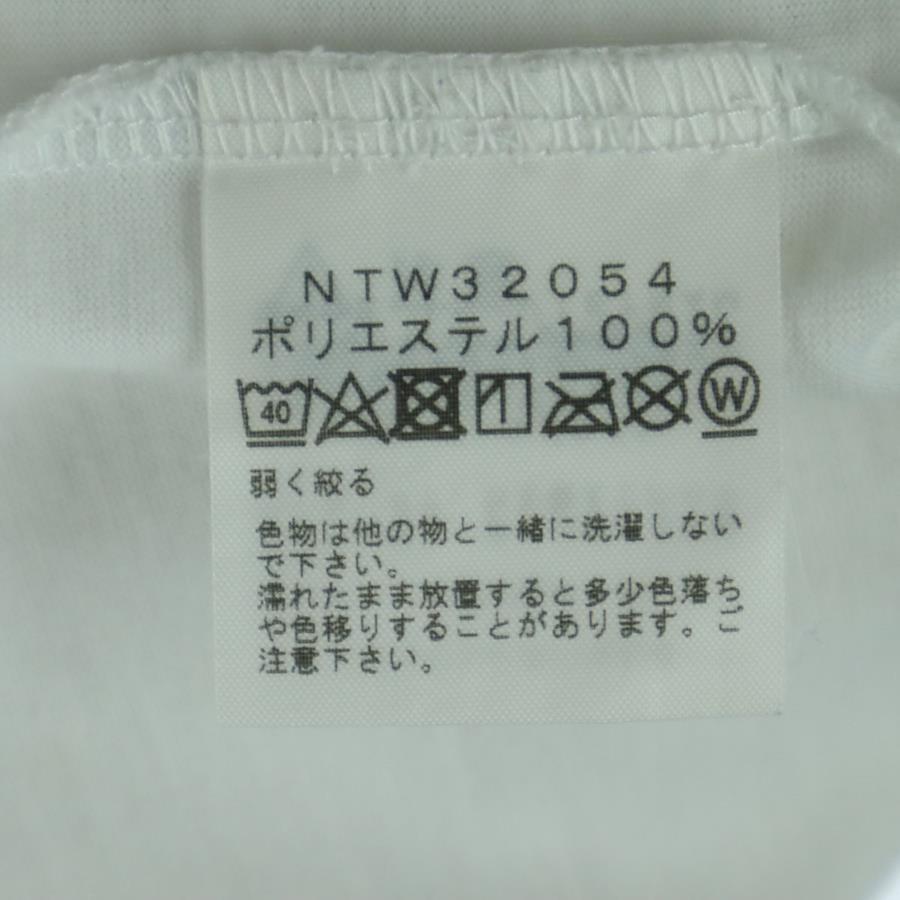 NTW32054
ポリエステル100%
40 W
弱く絞る
色物は他の物と一緒に洗濯しない
で下さい。
濡れたまま放置すると多少色落ち
や色移りすることがあります。ご
注意下さい。